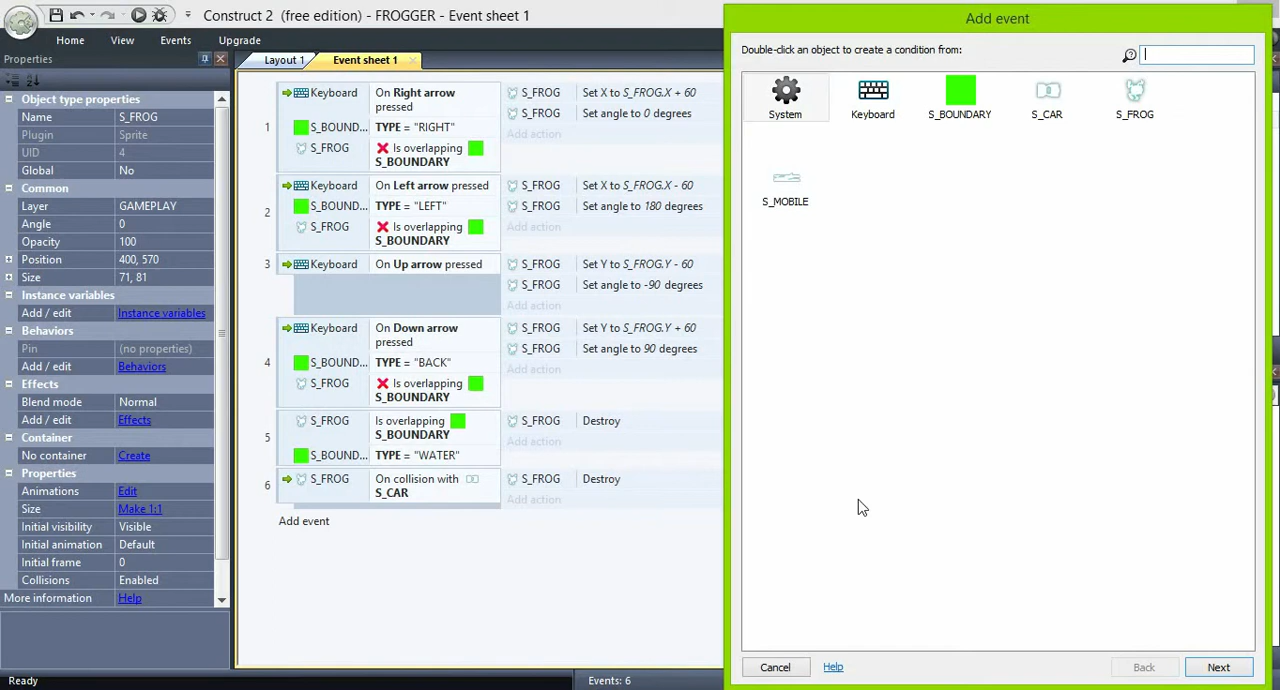 Construct 2 (free edition) - FROGGER - Event sheet 1
Home View Events Upgrade
Properties
Object type properties
Name S_FROG
Plugin Sprite
UID 4
Global No
Common
Layer GAMEPLAY
Angle 0
Opacity 100
Position 400, 570
Size 71, 81
Instance variables
Add / edit Instance variables
Behaviors
Pin (no properties)
Add / edit Behaviors
Effects
Blend mode Normal
Add / edit Effects
Container
No container Create
Properties
Animations Edit
Size Make 1:1
Initial visibility Visible
Initial animation Default
Initial frame 0
Collisions Enabled
More information Help
Ready
Layout 1 Event sheet 1
1
Keyboard On Right arrow
pressed
S_BOUND... TYPE = "RIGHT"
S_FROG Is overlapping
S_BOUNDARY
S_FROG Set X to S_FROG.X + 60
S_FROG Set angle to 0 degrees
Add action
2
Keyboard On Left arrow pressed
S_BOUND... TYPE = "LEFT"
S_FROG Is overlapping
S_BOUNDARY
S_FROG Set X to S_FROG.X - 60
S_FROG Set angle to 180 degrees
Add action
3
Keyboard On Up arrow pressed
S_FROG Set Y to S_FROG.Y - 60
S_FROG Set angle to -90 degrees
Add action
4
Keyboard On Down arrow
pressed
S_BOUND... TYPE = "BACK"
S_FROG Is overlapping
S_BOUNDARY
S_FROG Set Y to S_FROG.Y + 60
S_FROG Set angle to 90 degrees
Add action
5
S_FROG Is overlapping
S_BOUNDARY
S_BOUND... TYPE = "WATER"
S_FROG Destroy
Add action
6
S_FROG On collision with
S_CAR
S_FROG Destroy
Add action
Add event
Events: 6
Add event
Double-click an object to create a condition from:
System Keyboard S_BOUNDARY S_CAR S_FROG
S_MOBILE
Cancel Help Back Next